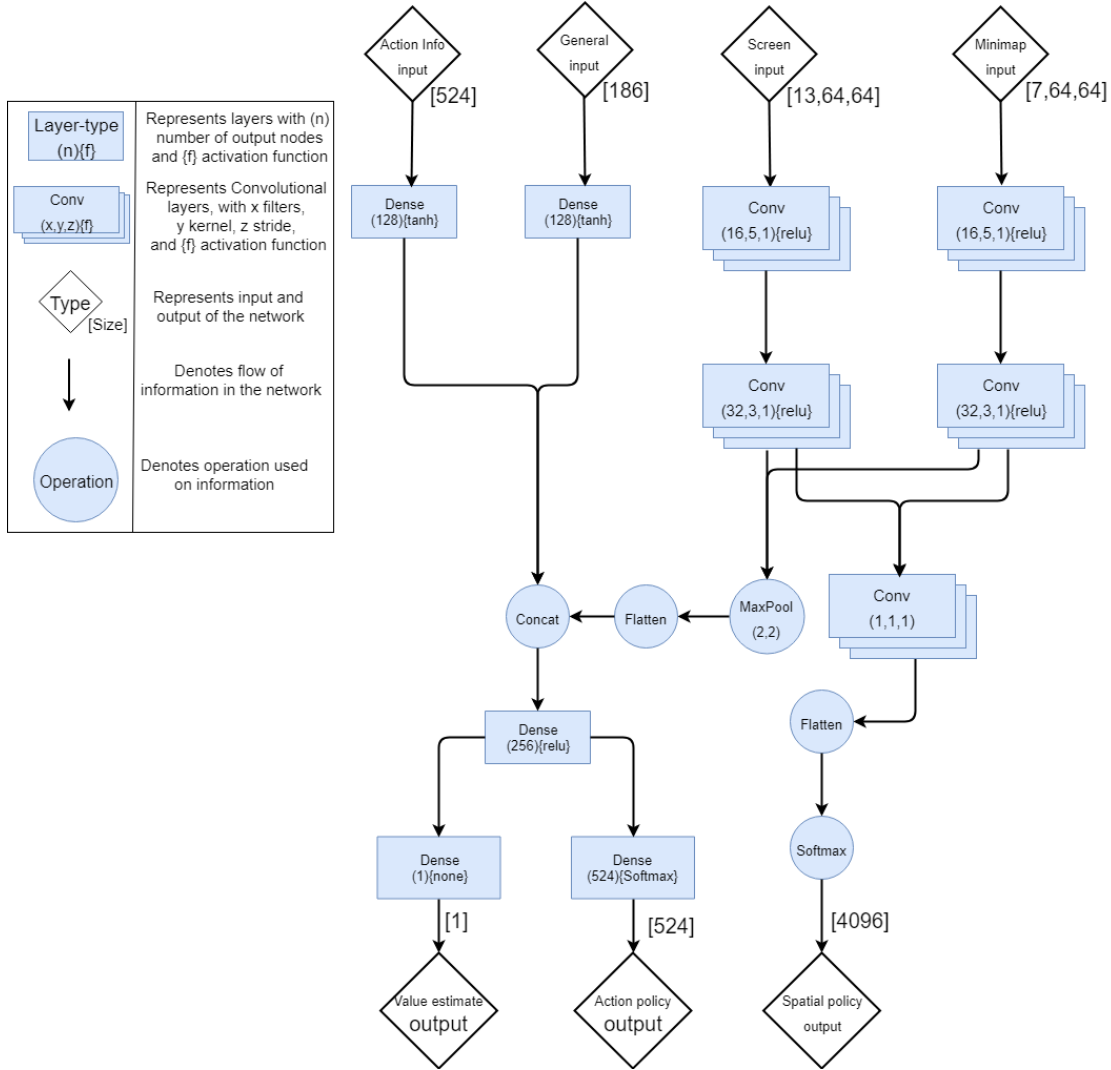 Action Info
input
[524]
General
input
[186]
Screen
input
[13,64,64]
Minimap
input
[7,64,64]
Layer-type
(n){f}
Represents layers with (n)
number of output nodes
and {f} activation function
Conv
(x,y,z){f}
Represents Convolutional
layers, with x filters,
y kernel, z stride,
and {f} activation function
Type
[Size]
Represents input and
output of the network
Denotes flow of
information in the network
Operation
Denotes operation used
on information
Dense
(128){tanh}
Dense
(128){tanh}
Conv
(16,5,1){relu}
Conv
(16,5,1){relu}
Conv
(32,3,1){relu}
Conv
(32,3,1){relu}
Concat
Flatten
MaxPool
(2,2)
Conv
(1,1,1)
Flatten
Dense
(256){relu}
Softmax
Dense
(1){none}
Dense
(524){Softmax}
[1]
[524]
[4096]
Value estimate
output
Action policy
output
Spatial policy
output